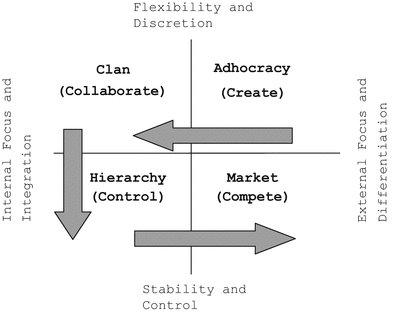 Flexibility and
Discretion
Clan
(Collaborate)
Adhocracy
(Create)
Internal Focus and
Integration
External Focus and
Differentiation
Hierarchy
(Control)
Market
(Compete)
Stability and
Control